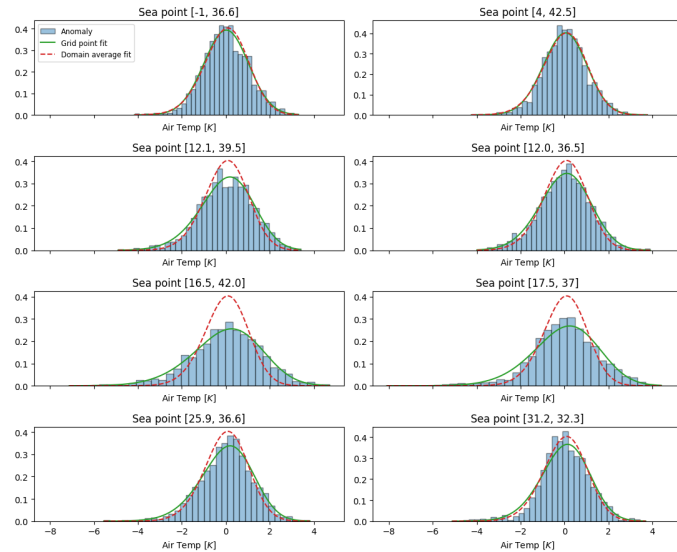 Sea point [-1, 36.6]
Sea point [4, 42.5]
0.4
0.3
0.2
0.1
0.0
Anomaly
Grid point fit
Domain average fit
0.4
0.3
0.2
0.1
0.0
Air Temp [K]
Air Temp [K]
Sea point [12.1, 39.5]
Sea point [12.0, 36.5]
0.4
0.3
0.2
0.1
0.0
0.4
0.3
0.2
0.1
0.0
Air Temp [K]
Air Temp [K]
Sea point [16.5, 42.0]
Sea point [17.5, 37]
0.4
0.3
0.2
0.1
0.0
0.4
0.3
0.2
0.1
0.0
Air Temp [K]
Air Temp [K]
Sea point [25.9, 36.6]
Sea point [31.2, 32.3]
0.4
0.3
0.2
0.1
0.0
0.4
0.3
0.2
0.1
0.0
−8 −6 −4 −2 0 2 4
−8 −6 −4 −2 0 2 4
Air Temp [K]
Air Temp [K]